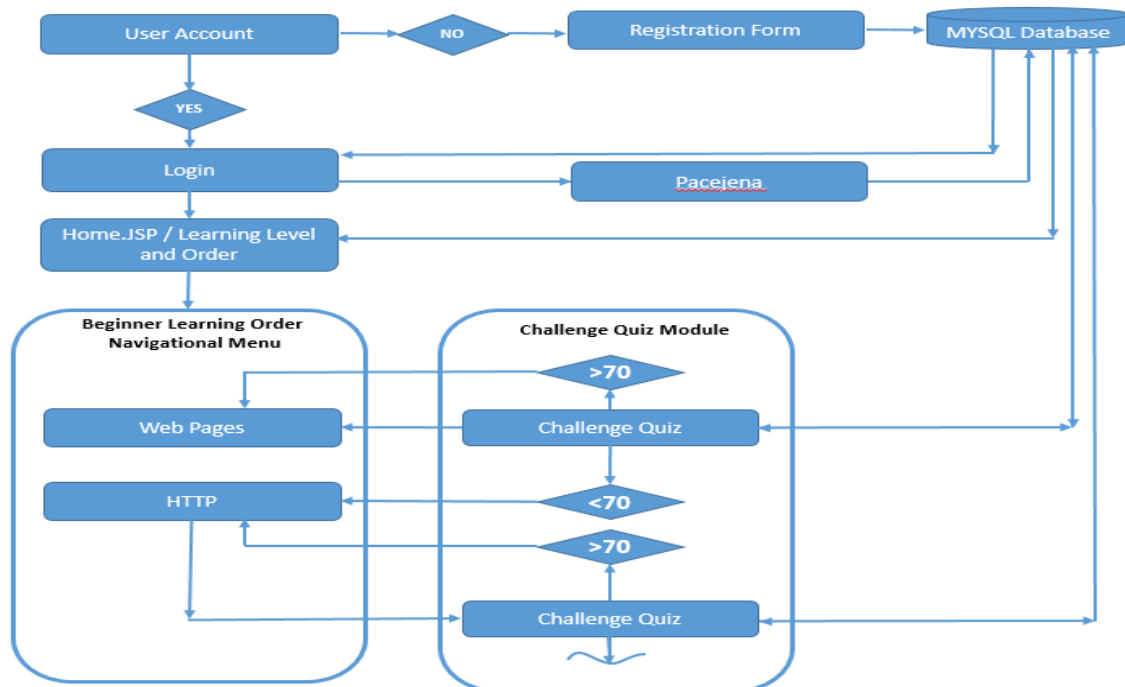 User Account
NO
Registration Form
MYSQL Database
YES
Login
Pacejena
Home.JSP / Learning Level
and Order
Beginner Learning Order
Navigational Menu
Challenge Quiz Module
>70
Web Pages
Challenge Quiz
HTTP
<70
>70
Challenge Quiz